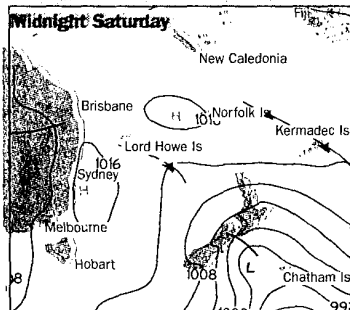 Midnight Saturday
Fiji
New Caledonia
Brisbane
H
Norfolk Is
Kermadec Is
Lord Howe Is
1016
Sydney
H
Melbourne
Hobart
1008
L
Chatham Is